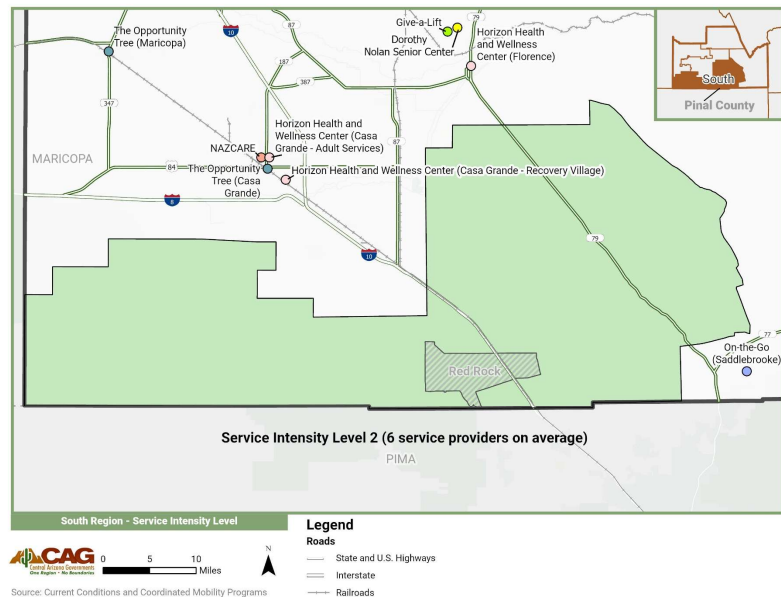 The Opportunity
Tree (Maricopa)
10
Give-a-Lift
Dorothy
Nolan Senior Center
79
Horizon Health
and Wellness
Center (Florence)
South
Pinal County
87
187
387
347
87
MARICOPA
NAZCARE
Horizon Health and
Wellness Center (Casa
Grande - Adult Services)
84
The Opportunity
Tree (Casa
Grande)
Horizon Health and Wellness Center (Casa Grande - Recovery Village)
8
10
79
77
On-the-Go
(Saddlebrooke)
Red Rock
Service Intensity Level 2 (6 service providers on average)
PIMA
South Region - Service Intensity Level
CAG
Central Arizona Governments
One Region - No Boundaries
0 5 10
Miles
N
Legend
Roads
State and U.S. Highways
Interstate
Railroads
Source: Current Conditions and Coordinated Mobility Programs